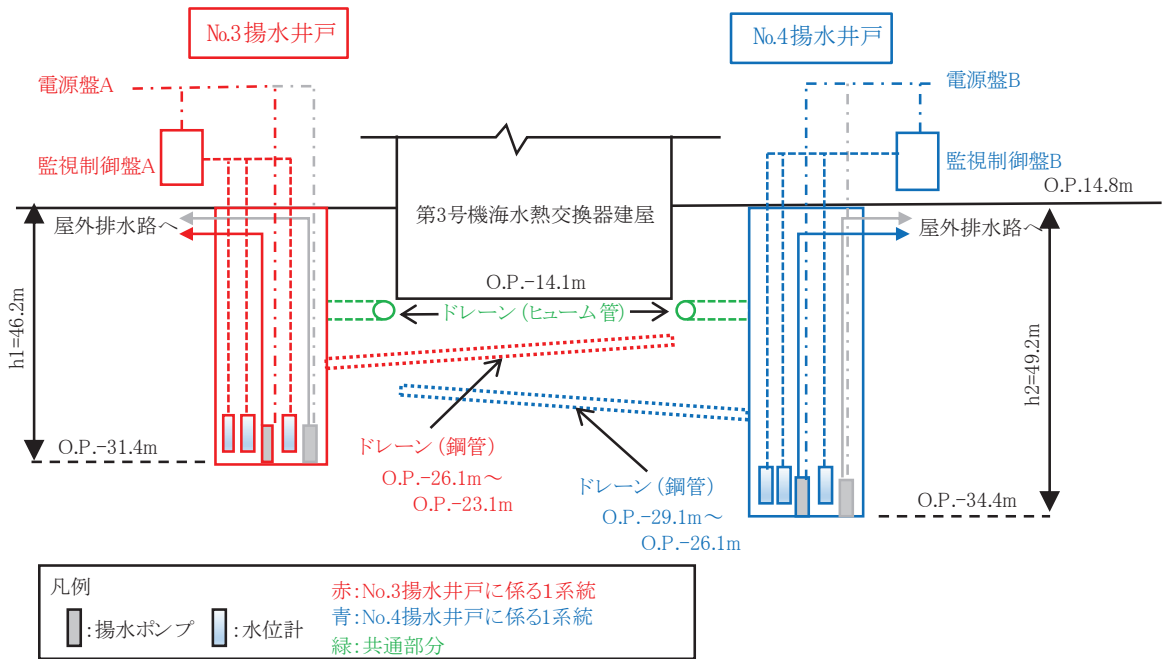 No.3揚水井戸
No.4揚水井戸
電源盤A
電源盤B
監視制御盤A
監視制御盤B
O.P.14.8m
屋外排水路へ
第3号機海水熱交換器建屋
屋外排水路へ
O.P.-14.1m
ドレーン(ヒューム管)
h1=46.2m
h2=49.2m
O.P.-31.4m
ドレーン(鋼管)
O.P.-26.1m～
O.P.-23.1m
ドレーン(鋼管)
O.P.-29.1m～
O.P.-26.1m
O.P.-34.4m
凡例
:揚水ポンプ :水位計
赤:No.3揚水井戸に係る1系統
青:No.4揚水井戸に係る1系統
緑:共通部分